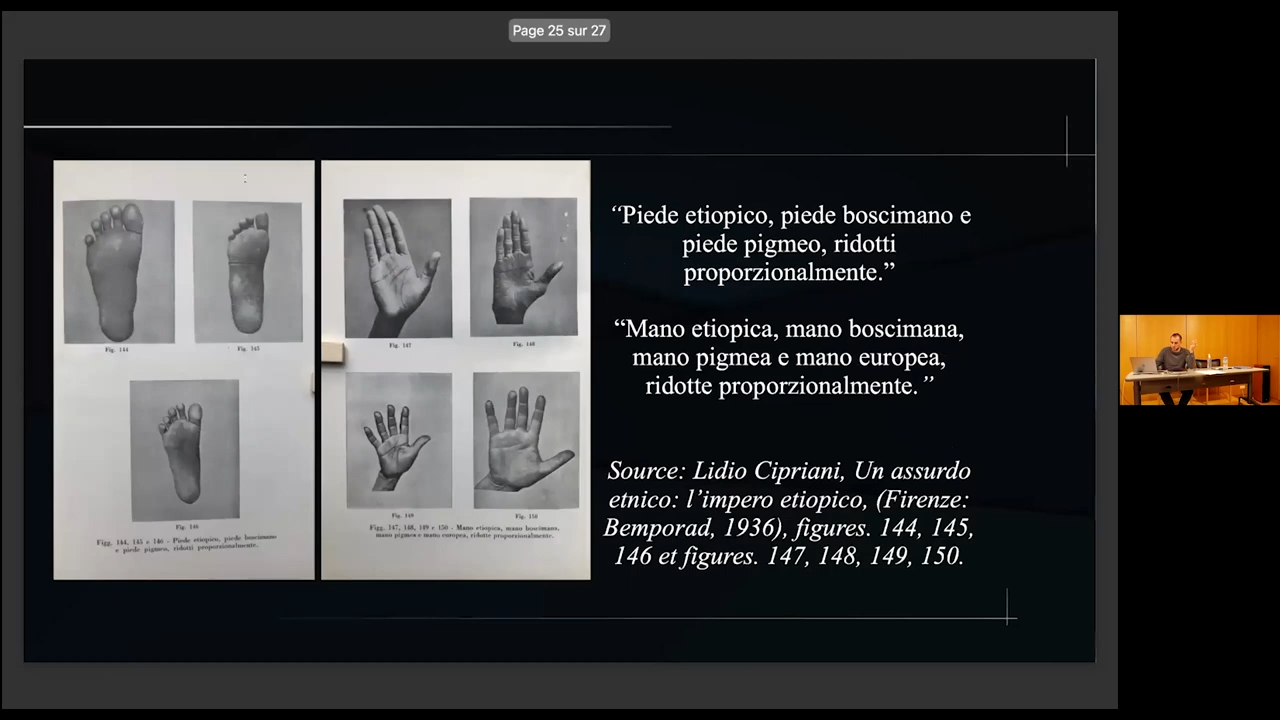 Page 25 sur 27
Fig. 144
Fig. 145
Fig. 146
Figg. 144, 145 e 146 - Piede etiopico, piede boscimano
e piede pigmeo, ridotti proporzionalmente.
Fig. 147
Fig. 148
Fig. 149
Fig. 150
Figg. 147, 148, 149 e 150 - Mano etiopica, mano boscimana,
mano pigmea e mano europea, ridotte proporzionalmente.
“Piede etiopico, piede boscimano e
piede pigmeo, ridotti
proporzionalmente.”
“Mano etiopica, mano boscimana,
mano pigmea e mano europea,
ridotte proporzionalmente.”
Source: Lidio Cipriani, Un assurdo
etnico: l’impero etiopico, (Firenze:
Bemporad, 1936), figures. 144, 145,
146 et figures. 147, 148, 149, 150.